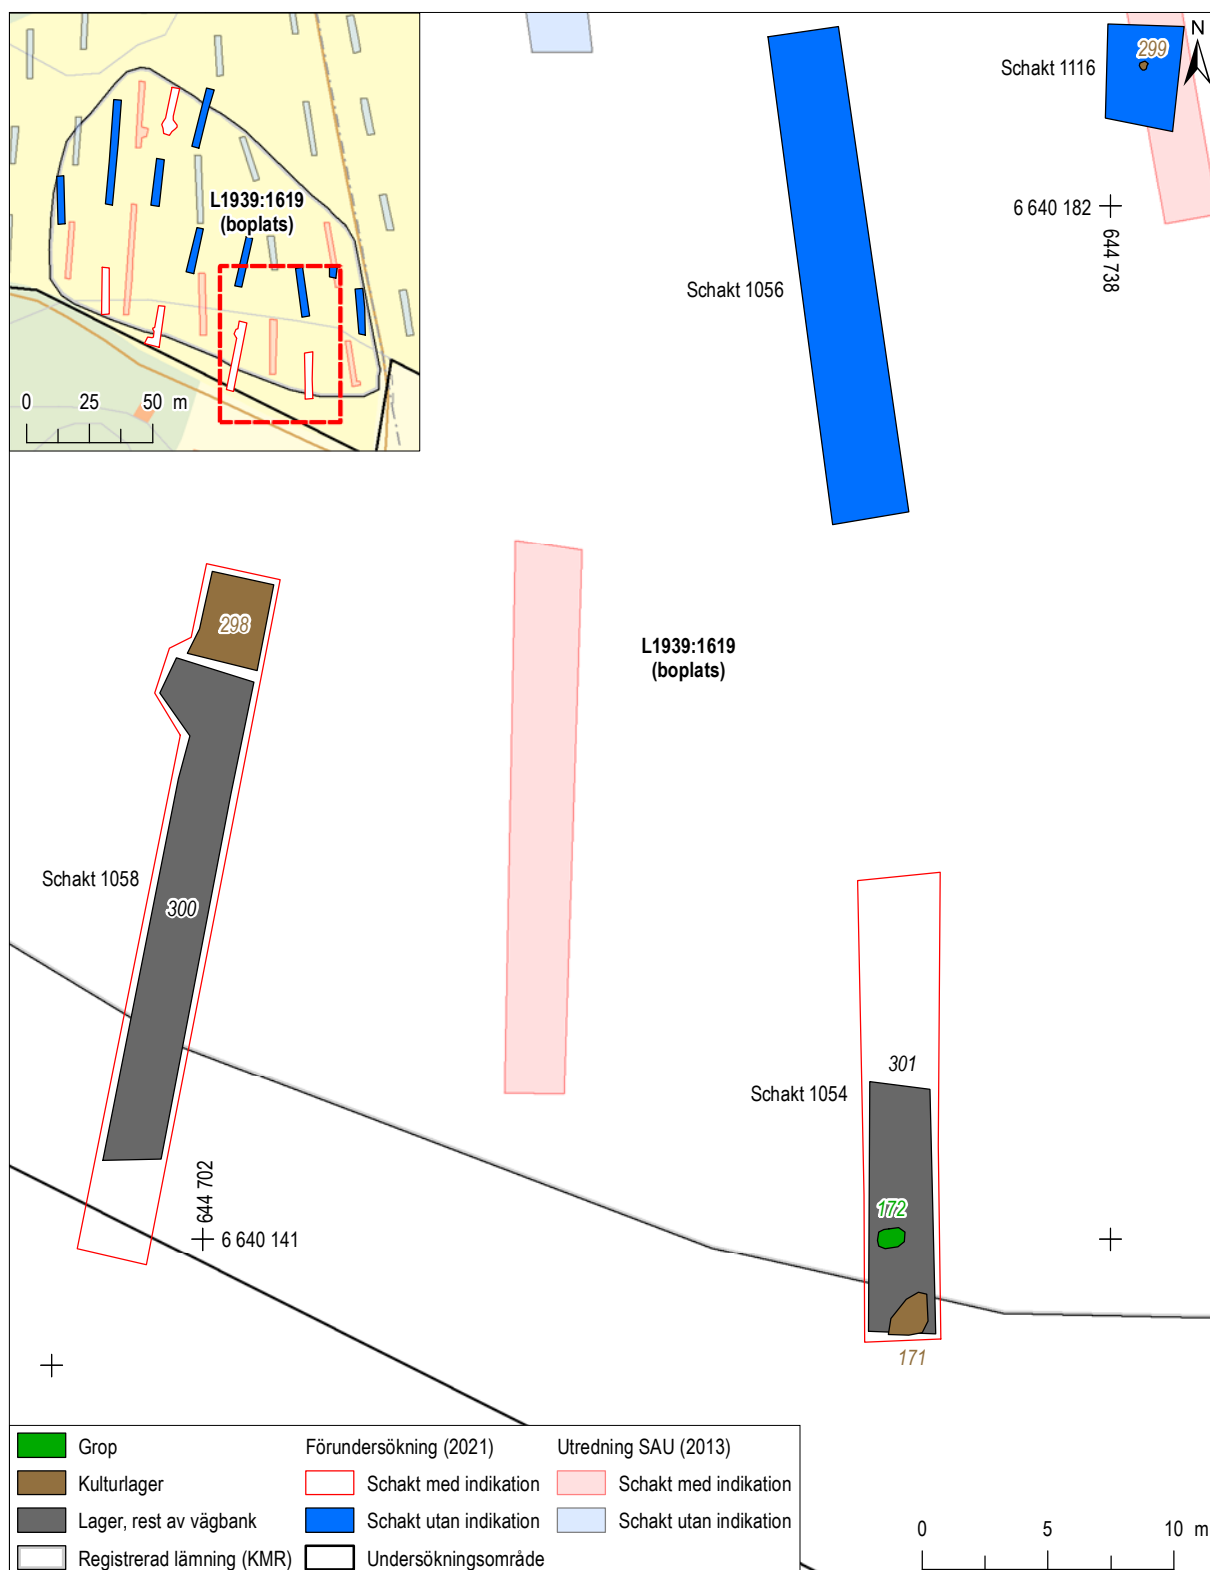 L1939:1619
(boplats)
0 25 50 m
N
299
Schakt 1116
6 640 182
644 738
Schakt 1056
298
L1939:1619
(boplats)
Schakt 1058
300
301
Schakt 1054
172
644 702
6 640 141
171
Grop
Kulturlager
Lager, rest av vägbank
Registrerad lämning (KMR)
Förundersökning (2021)
Schakt med indikation
Schakt utan indikation
Undersökningsområde
Utredning SAU (2013)
Schakt med indikation
Schakt utan indikation
0 5 10 m